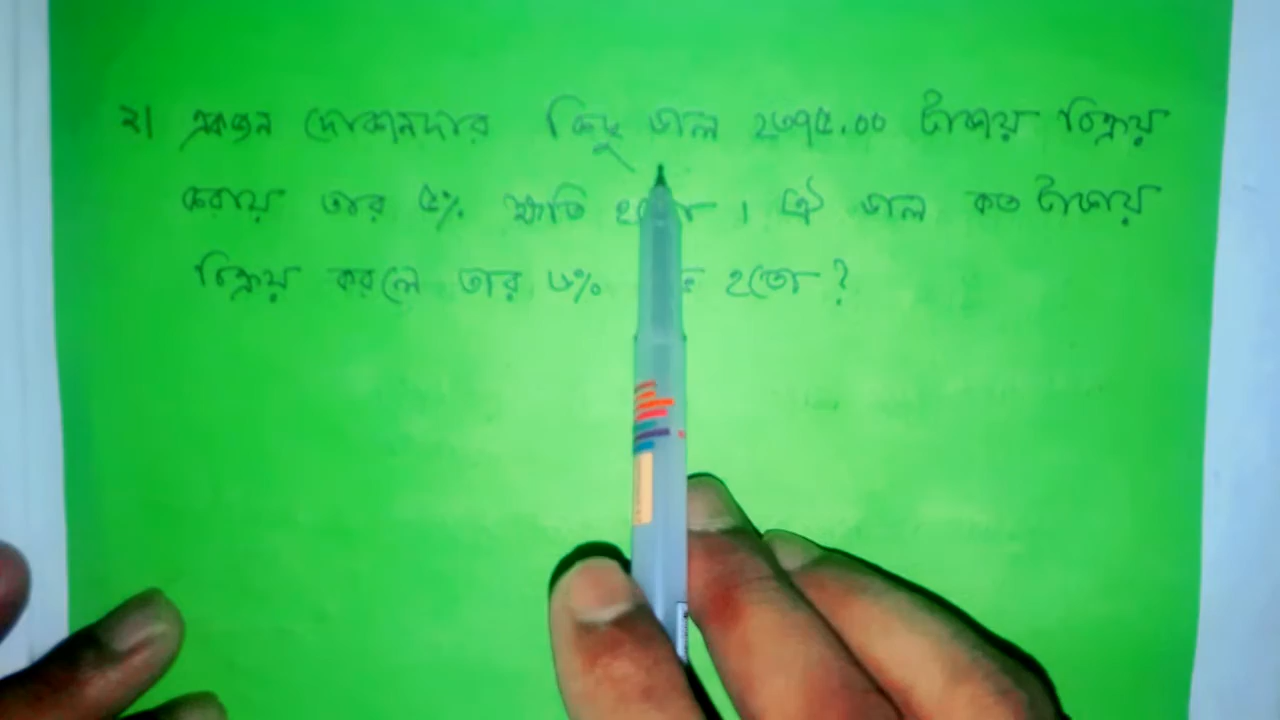 ২। একজন দোকানদার কিছু ডাল ২৩৭৫.০০ টাকায় বিক্রয়
করায় তার ৫% ক্ষতি । ঐ ডাল কত টাকায়
বিক্রয় করলে তার ৬% হতো ?